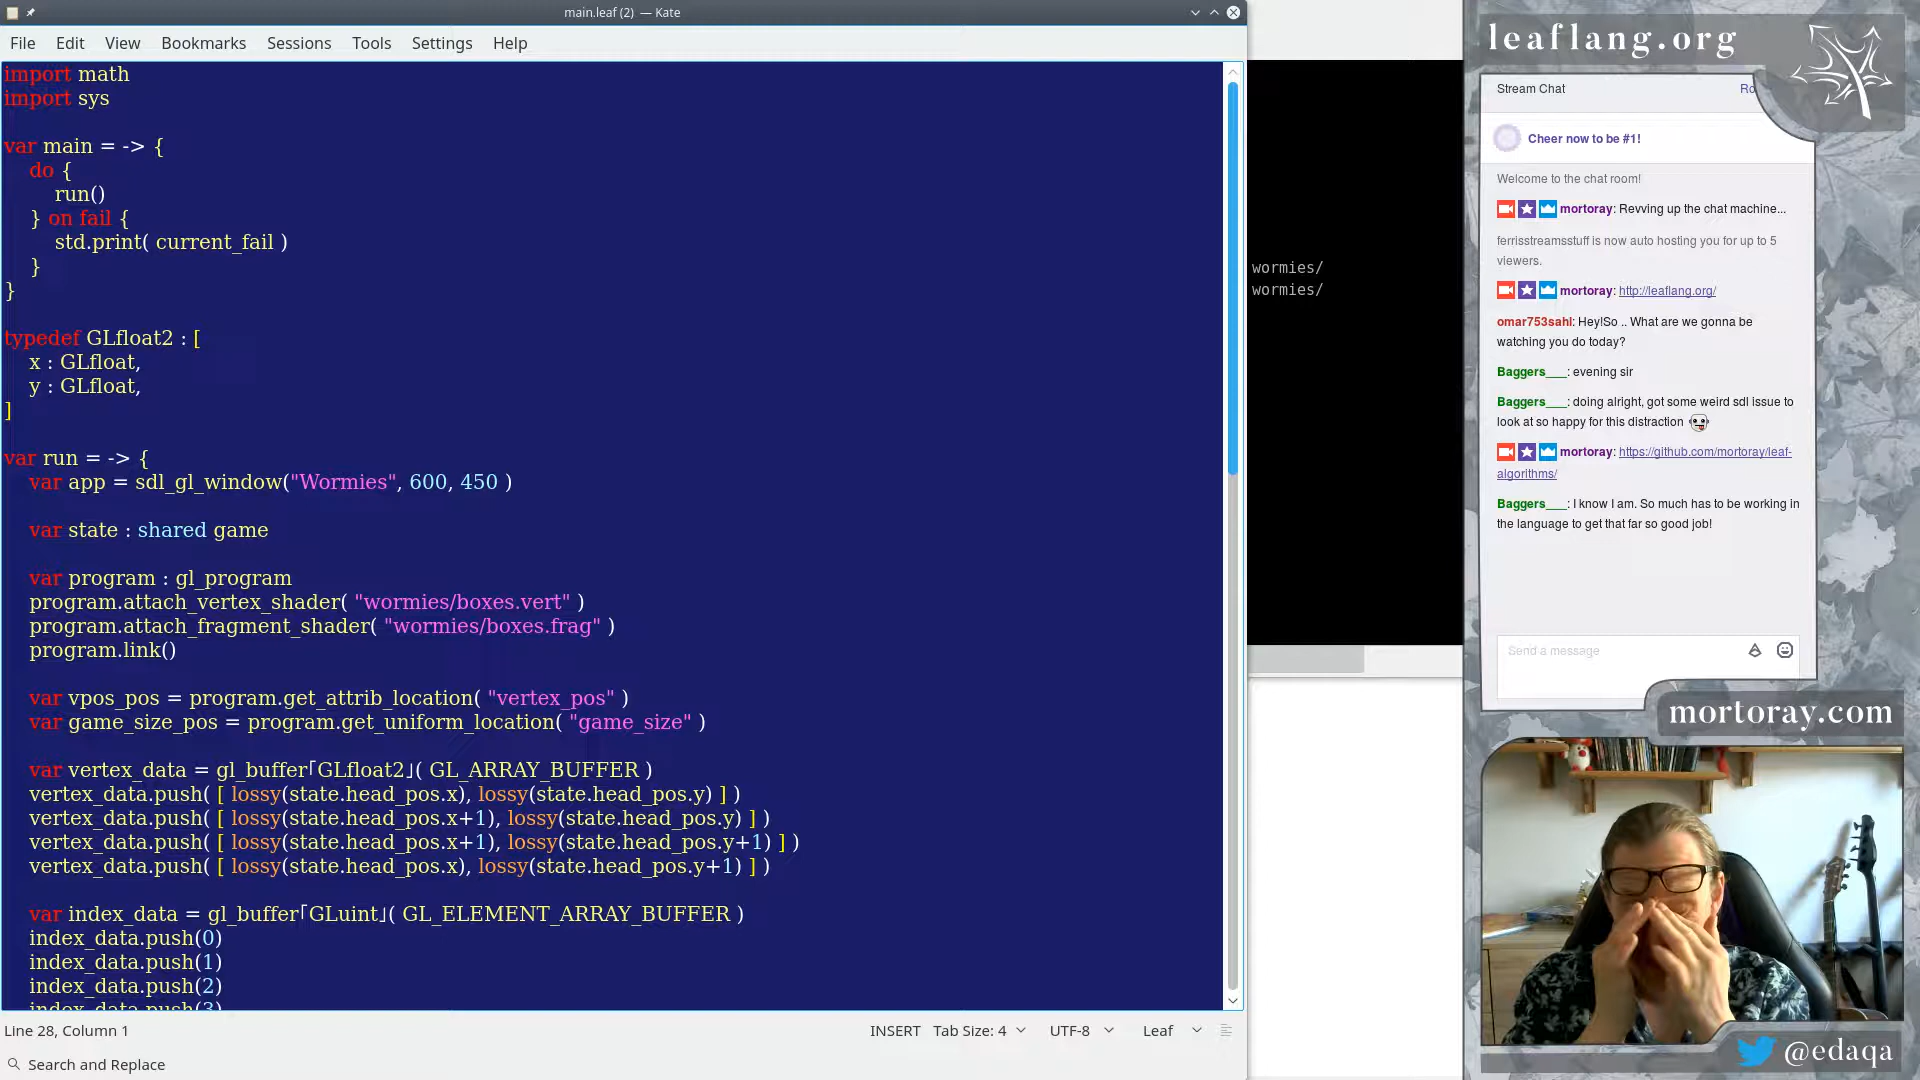 main.leaf (2) — Kate
File Edit View Bookmarks Sessions Tools Settings Help
import math
import sys
var main = -> {
do {
run()
} on fail {
std.print( current_fail )
}
}
typedef GLfloat2 : [
x : GLfloat,
y : GLfloat,
]
var run = -> {
var app = sdl_gl_window("Wormies", 600, 450 )
var state : shared game
var program : gl_program
program.attach_vertex_shader( "wormies/boxes.vert" )
program.attach_fragment_shader( "wormies/boxes.frag" )
program.link()
var vpos_pos = program.get_attrib_location( "vertex_pos" )
var game_size_pos = program.get_uniform_location( "game_size" )
var vertex_data = gl_buffer｢GLfloat2｣( GL_ARRAY_BUFFER )
vertex_data.push( [ lossy(state.head_pos.x), lossy(state.head_pos.y) ] )
vertex_data.push( [ lossy(state.head_pos.x+1), lossy(state.head_pos.y) ] )
vertex_data.push( [ lossy(state.head_pos.x+1), lossy(state.head_pos.y+1) ] )
vertex_data.push( [ lossy(state.head_pos.x), lossy(state.head_pos.y+1) ] )
var index_data = gl_buffer｢GLuint｣( GL_ELEMENT_ARRAY_BUFFER )
index_data.push(0)
index_data.push(1)
index_data.push(2)
index_data.push(3)
Line 28, Column 1 INSERT Tab Size: 4 UTF-8 Leaf
Search and Replace
wormies/
wormies/
leaflang.org
Stream Chat
Cheer now to be #1!
Welcome to the chat room!
mortoray: Revving up the chat machine...
ferrisstreamsstuff is now auto hosting you for up to 5
viewers.
mortoray: http://leaflang.org/
omar753sahl: Hey!So .. What are we gonna be
watching you do today?
Baggers___: evening sir
Baggers___: doing alright, got some weird sdl issue to
look at so happy for this distraction
mortoray: https://github.com/mortoray/leaf-
algorithms/
Baggers___: I know I am. So much has to be working in
the language to get that far so good job!
Send a message
mortoray.com
@edaqa